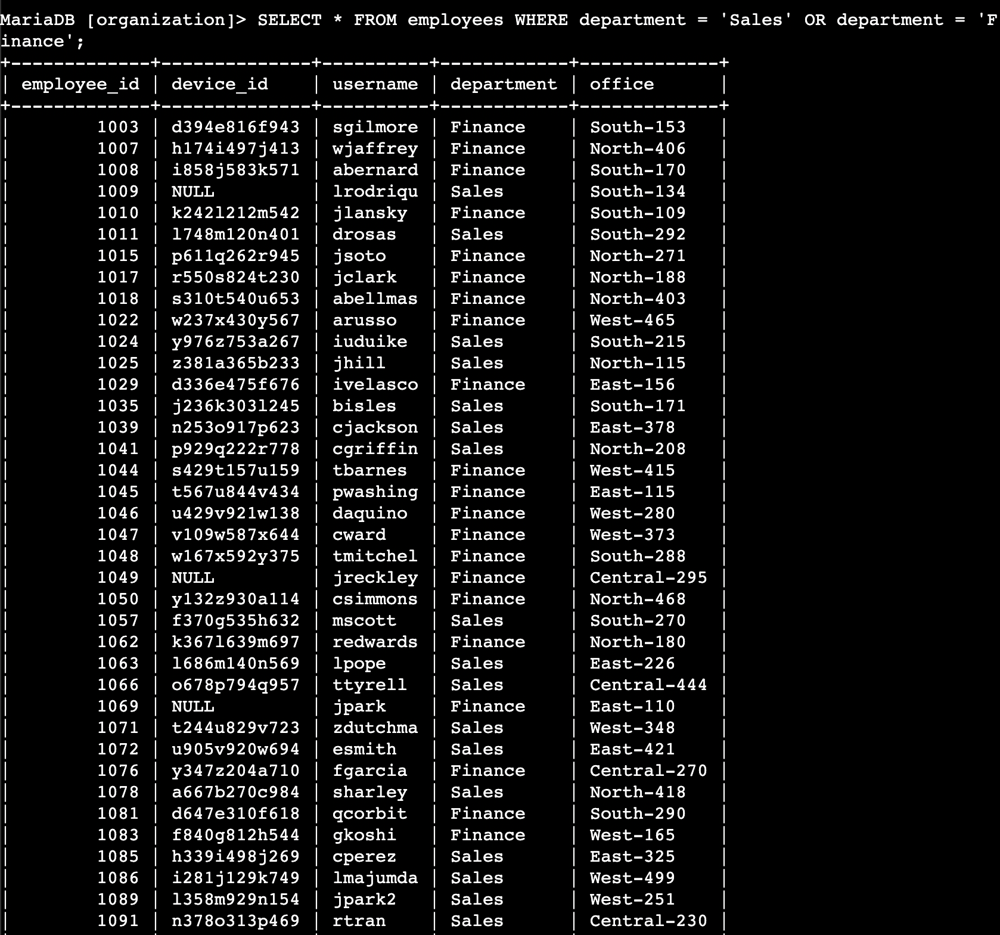 MariaDB [organization]> SELECT * FROM employees WHERE department = 'Sales' OR department = 'F
inance';
+-------------+--------------+----------+------------+-------------+
| employee_id | device_id    | username | department | office      |
+-------------+--------------+----------+------------+-------------+
|        1003 | d394e816f943 | sgilmore | Finance    | South-153   |
|        1007 | h174i497j413 | wjaffrey | Finance    | North-406   |
|        1008 | i858j583k571 | abernard | Finance    | South-170   |
|        1009 | NULL         | lrodriqu | Sales      | South-134   |
|        1010 | k242l212m542 | jlansky  | Finance    | South-109   |
|        1011 | l748m120n401 | drosas   | Sales      | South-292   |
|        1015 | p611q262r945 | jsoto    | Finance    | North-271   |
|        1017 | r550s824t230 | jclark   | Finance    | North-188   |
|        1018 | s310t540u653 | abellmas | Finance    | North-403   |
|        1022 | w237x430y567 | arusso   | Finance    | West-465    |
|        1024 | y976z753a267 | iuduike  | Sales      | South-215   |
|        1025 | z381a365b233 | jhill    | Sales      | North-115   |
|        1029 | d336e475f676 | ivelasco | Finance    | East-156    |
|        1035 | j236k303l245 | bisles   | Sales      | South-171   |
|        1039 | n253o917p623 | cjackson | Sales      | East-378    |
|        1041 | p929q222r778 | cgriffin | Sales      | North-208   |
|        1044 | s429t157u159 | tbarnes  | Finance    | West-415    |
|        1045 | t567u844v434 | pwashing | Finance    | East-115    |
|        1046 | u429v921w138 | daquino  | Finance    | West-280    |
|        1047 | v109w587x644 | cward    | Finance    | West-373    |
|        1048 | w167x592y375 | tmitchel | Finance    | South-288   |
|        1049 | NULL         | jreckley | Finance    | Central-295 |
|        1050 | y132z930a114 | csimmons | Finance    | North-468   |
|        1057 | f370g535h632 | mscott   | Sales      | South-270   |
|        1062 | k367l639m697 | redwards | Finance    | North-180   |
|        1063 | l686m140n569 | lpope    | Sales      | East-226    |
|        1066 | o678p794q957 | ttyrell  | Sales      | Central-444 |
|        1069 | NULL         | jpark    | Finance    | East-110    |
|        1071 | t244u829v723 | zdutchma | Sales      | West-348    |
|        1072 | u905v920w694 | esmith   | Sales      | East-421    |
|        1076 | y347z204a710 | fgarcia  | Finance    | Central-270 |
|        1078 | a667b270c984 | sharley  | Sales      | North-418   |
|        1081 | d647e310f618 | qcorbit  | Finance    | South-290   |
|        1083 | f840g812h544 | gkoshi   | Finance    | West-165    |
|        1085 | h339i498j269 | cperez   | Sales      | East-325    |
|        1086 | i281j129k749 | lmajumda | Sales      | West-499    |
|        1089 | l358m929n154 | jpark2   | Sales      | West-251    |
|        1091 | n378o313p469 | rtran    | Sales      | Central-230 |